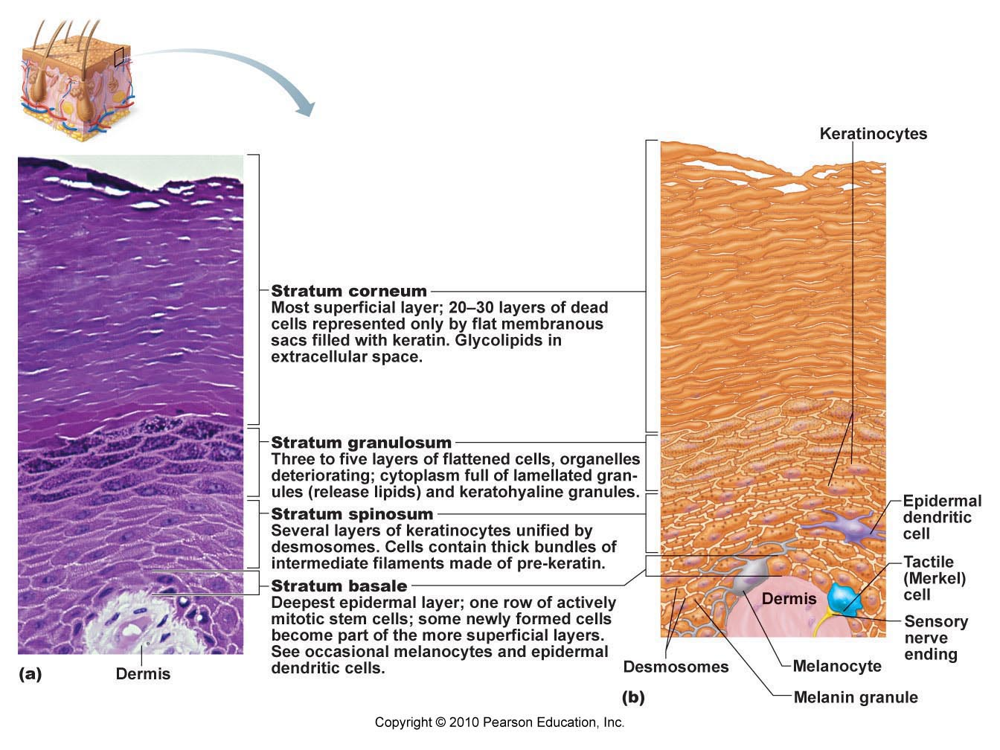 Keratinocytes
Stratum corneum
Most superficial layer; 20–30 layers of dead
cells represented only by flat membranous
sacs filled with keratin. Glycolipids in
extracellular space.
Stratum granulosum
Three to five layers of flattened cells, organelles
deteriorating; cytoplasm full of lamellated gran-
ules (release lipids) and keratohyaline granules.
Stratum spinosum
Several layers of keratinocytes unified by
desmosomes. Cells contain thick bundles of
intermediate filaments made of pre-keratin.
Stratum basale
Deepest epidermal layer; one row of actively
mitotic stem cells; some newly formed cells
become part of the more superficial layers.
See occasional melanocytes and epidermal
dendritic cells.
Epidermal
dendritic
cell
Tactile
(Merkel)
cell
Sensory
nerve
ending
Dermis
Desmosomes
Melanocyte
Melanin granule
(a)
Dermis
(b)
Copyright © 2010 Pearson Education, Inc.